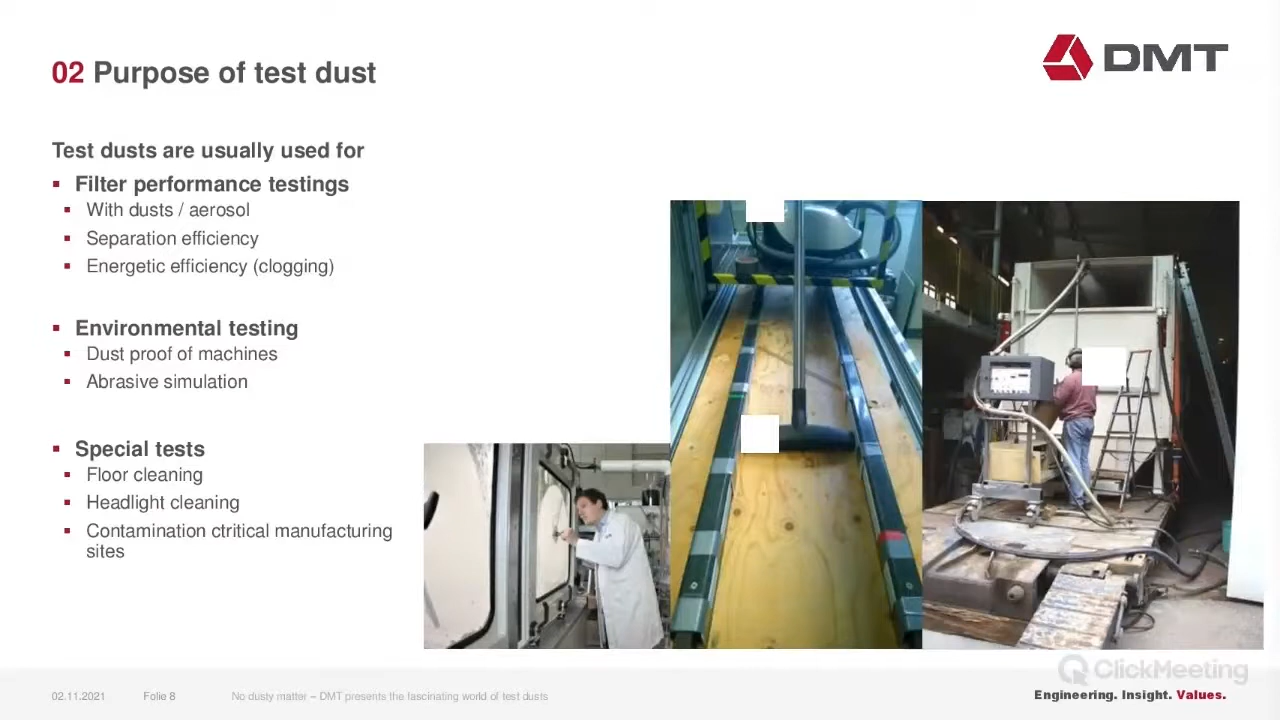 02 Purpose of test dust
DMT
Test dusts are usually used for
Filter performance testings
With dusts / aerosol
Separation efficiency
Energetic efficiency (clogging)
Environmental testing
Dust proof of machines
Abrasive simulation
Special tests
Floor cleaning
Headlight cleaning
Contamination ctritical manufacturing
sites
ClickMeeting
02.11.2021
Folie 8
No dusty matter – DMT presents the fascinating world of test dusts
Engineering. Insight. Values.